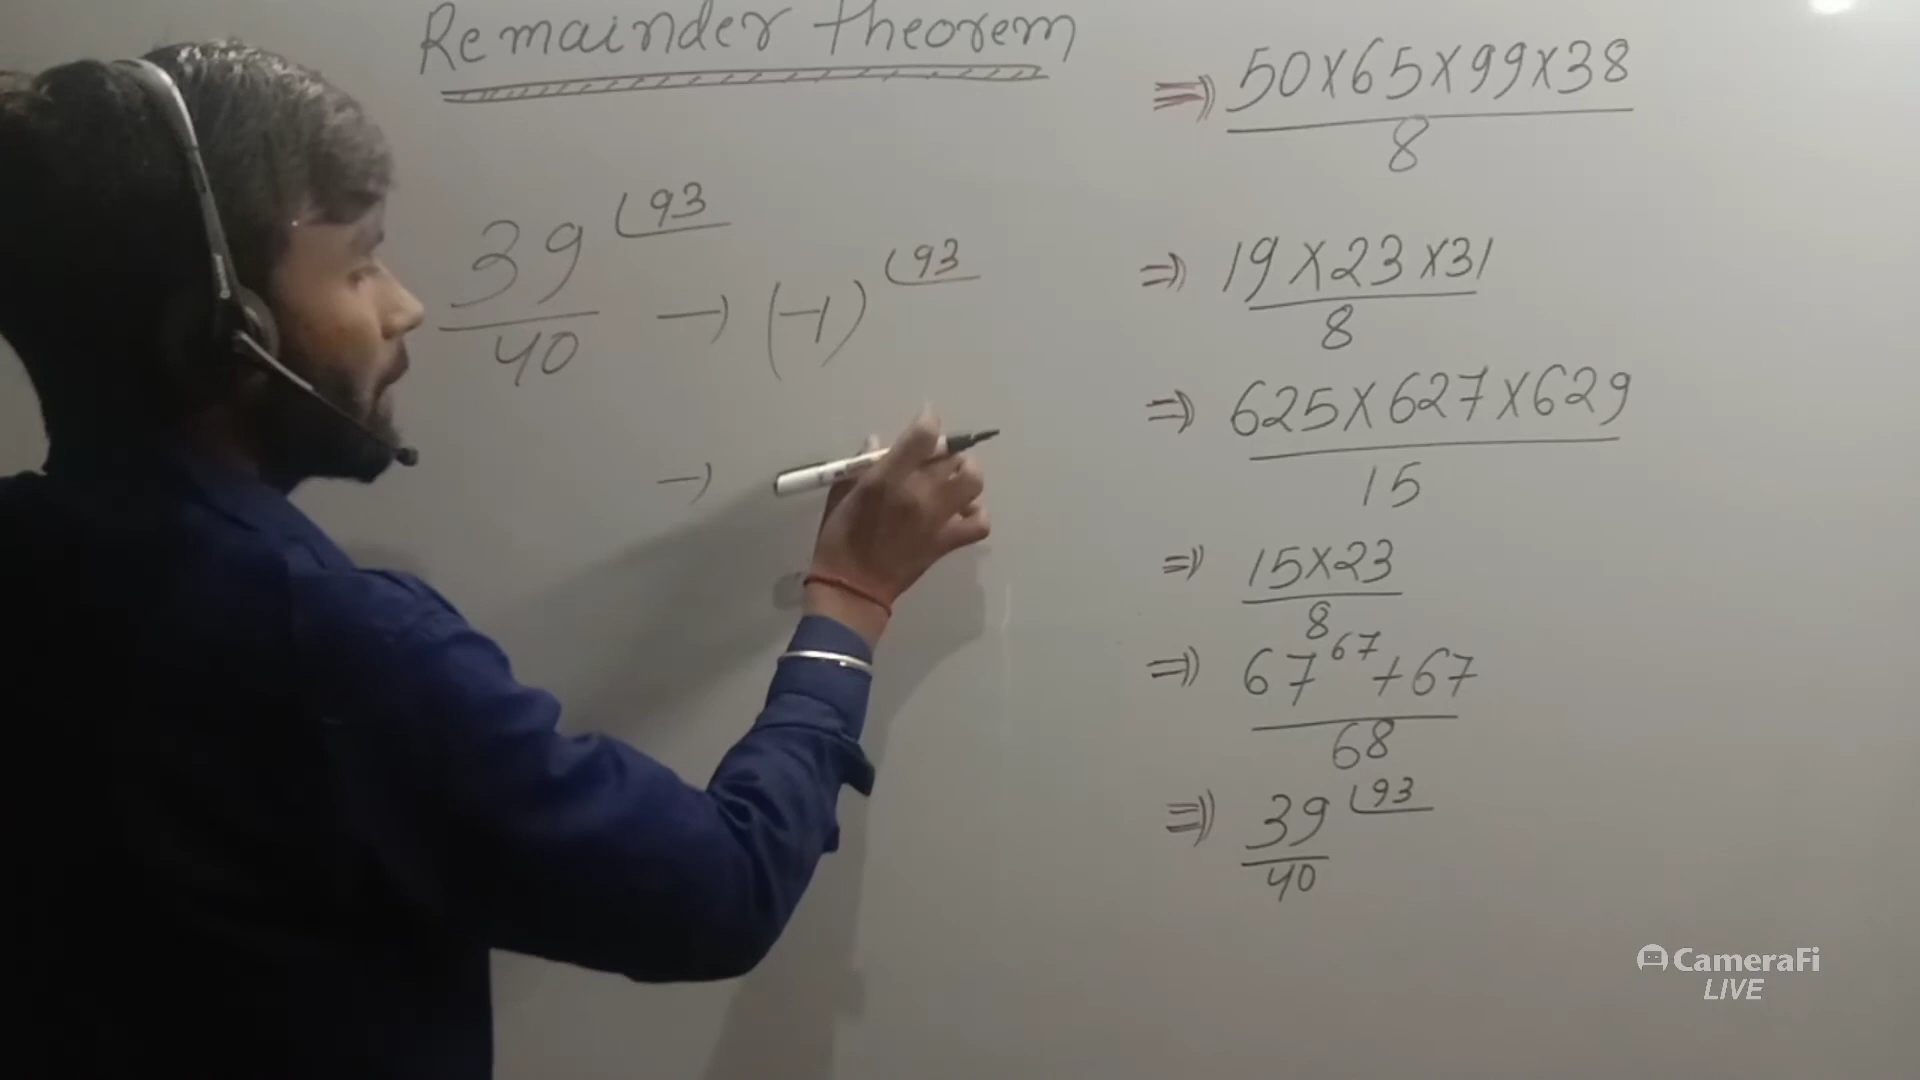 Remainder theorem
39 93
40 → (-1) 93
→
⇒ 50×65×99×38
8
⇒ 19×23×31
8
⇒ 625×627×629
15
⇒ 15×23
8
⇒ 67^67+67
68
⇒ 39 93
40
CameraFi
LIVE